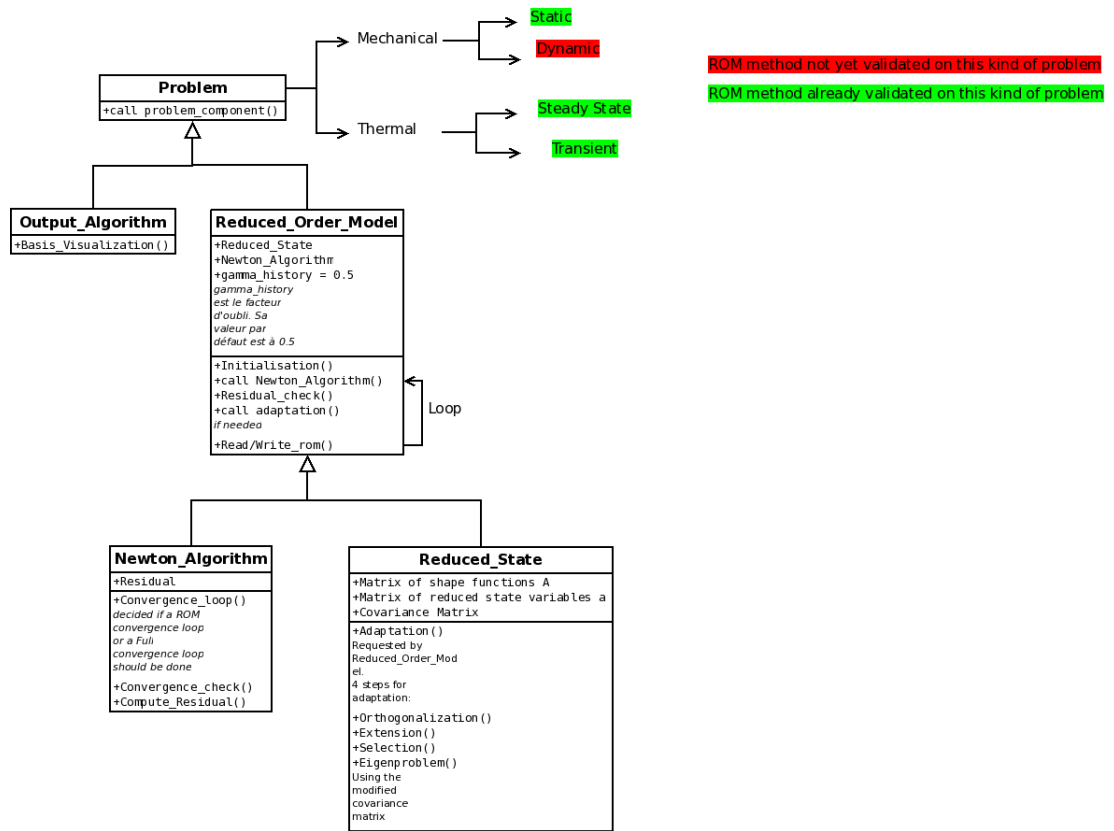 Static
Mechanical
Dynamic
ROM method not yet validated on this kind of problem
ROM method already validated on this kind of problem
Problem
+call problem_component()
Steady State
Thermal
Transient
Output_Algorithm
+Basis_Visualization()
Reduced_Order_Model
+Reduced_State
+Newton_Algorithm
+gamma_history = 0.5
gamma_history
est le facteur
d'oubli. Sa
valeur par
défaut est à 0.5
+Initialisation()
+call Newton_Algorithm()
+Residual_check()
+call adaptation()
if needed
+Read/Write_rom()
Loop
Newton_Algorithm
+Residual
+Convergence_loop()
decided if a ROM
convergence loop
or a Full
convergence loop
should be done
+Convergence_check()
+Compute_Residual()
Reduced_State
+Matrix of shape functions A
+Matrix of reduced state variables a
+Covariance Matrix
+Adaptation()
Requested by
Reduced_Order_Mod
el.
4 steps for
adaptation:
+Orthogonalization()
+Extension()
+Selection()
+Eigenproblem()
Using the
modified
covariance
matrix